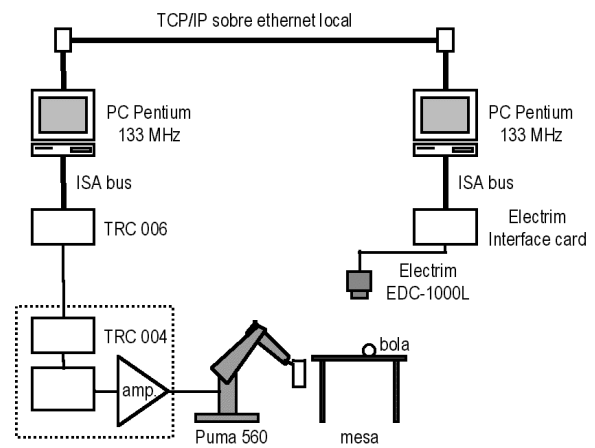 TCP/IP sobre ethernet local
PC Pentium
133 MHz
PC Pentium
133 MHz
ISA bus
ISA bus
TRC 006
Electrim
Interface card
Electrim
EDC-1000L
TRC 004
bola
amp.
Puma 560
mesa